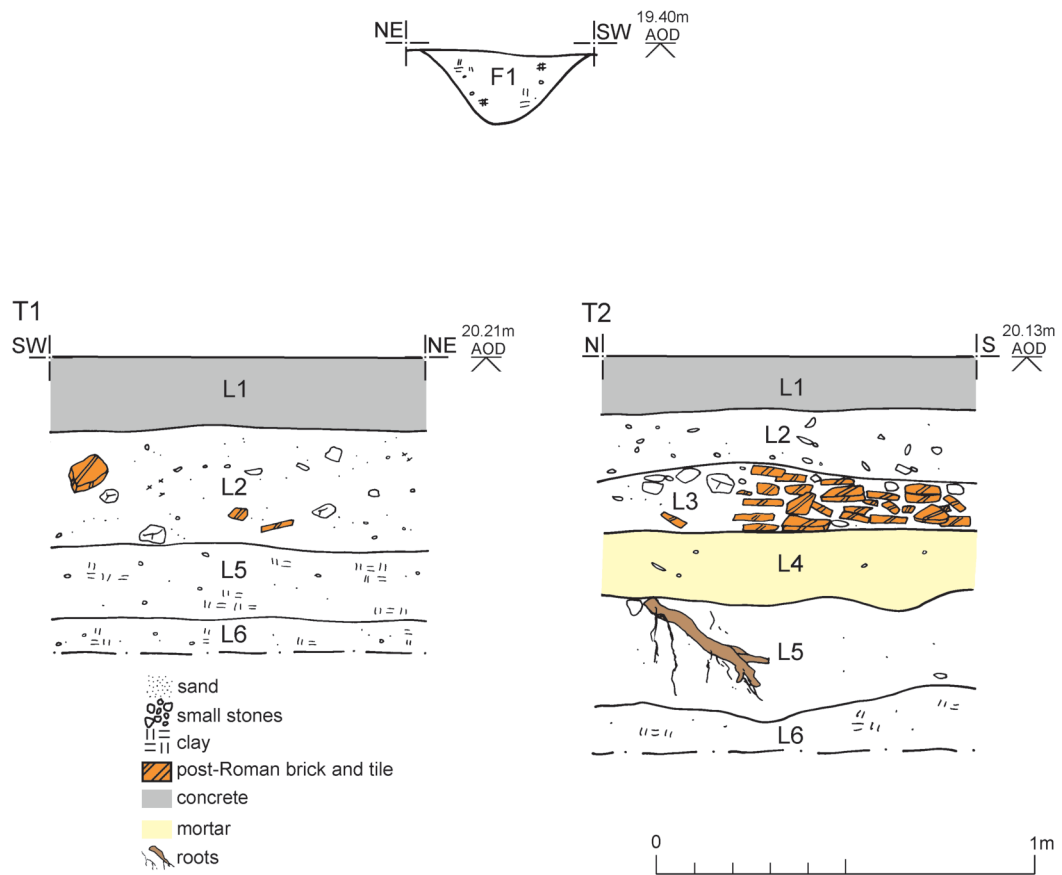 NE
SW
19.40m
AOD
F1
T1
SW
NE
20.21m
AOD
L1
L2
L5
L6
T2
N
S
20.13m
AOD
L1
L2
L3
L4
L5
L6
sand
small stones
clay
post-Roman brick and tile
concrete
mortar
roots
0
1m